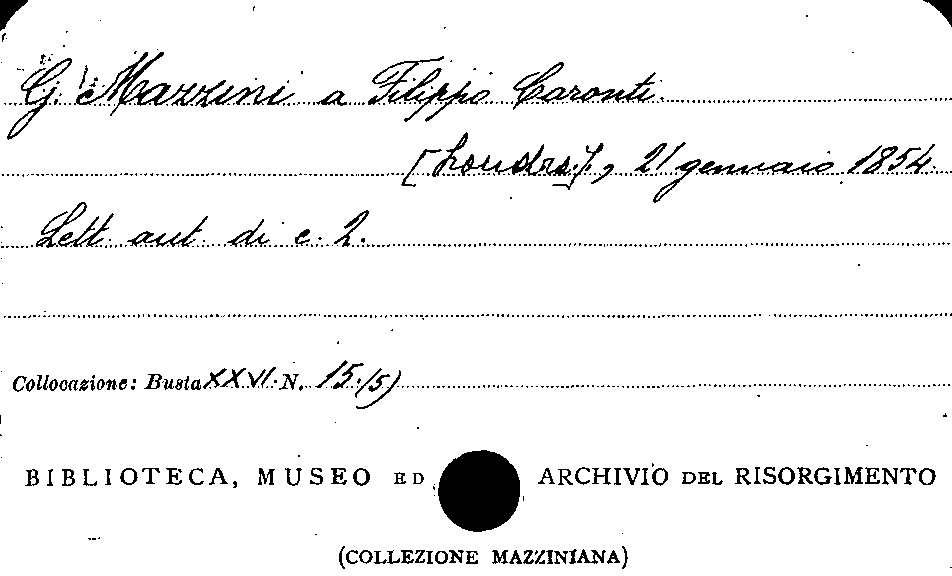 G. Mazzini a Filippo Caronti.
[Londra], 21 gennaio 1854.
Lett. aut. di c. 2.
Collocazione: Busta XXVI. N. 15.(5)
BIBLIOTECA, MUSEO ED ARCHIVIO DEL RISORGIMENTO
(COLLEZIONE MAZZINIANA)